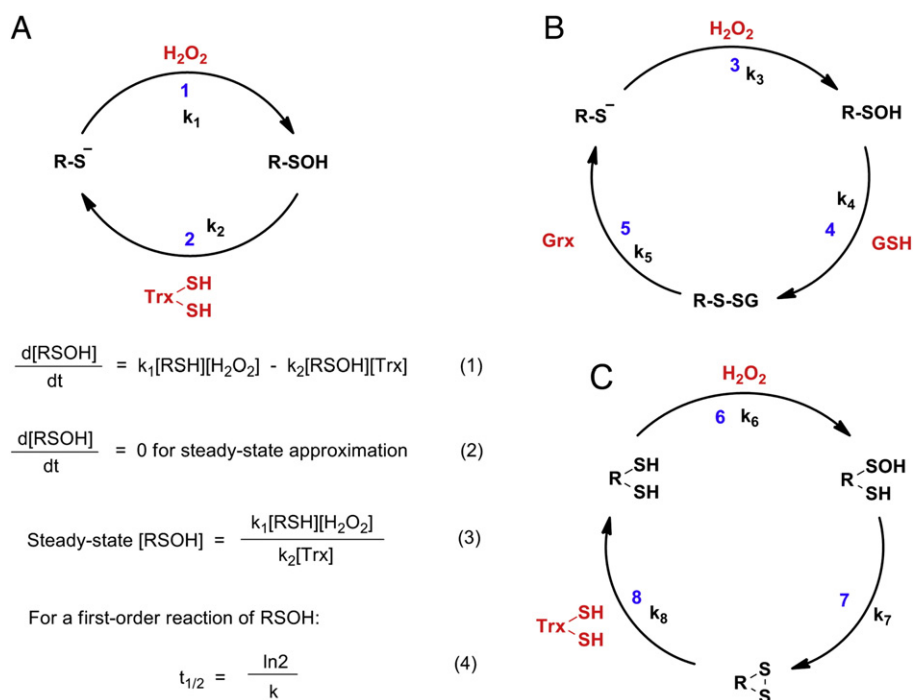 A
H₂O₂
1
k₁
R-S⁻
R-SOH
k₂
2
Trx
SH
SH
d[RSOH]/dt = k₁[RSH][H₂O₂] - k₂[RSOH][Trx] (1)
d[RSOH]/dt = 0 for steady-state approximation (2)
Steady-state [RSOH] = k₁[RSH][H₂O₂]/k₂[Trx] (3)
For a first-order reaction of RSOH:
t₁/₂ = ln2/k (4)
B
H₂O₂
3
k₃
R-S⁻
R-SOH
k₄
4
GSH
Grx
5
k₅
R-S-SG
C
H₂O₂
6 k₆
R
SH
SH
R
SOH
SH
7
k₇
Trx
SH
SH
8
k₈
R
S
S